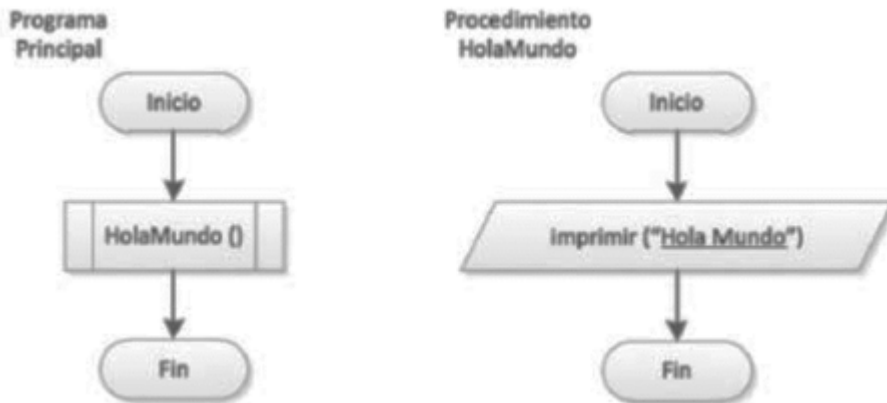 Programa
Principal
Inicio
HolaMundo ()
Fin
Procedimiento
HolaMundo
Inicio
Imprimir ("Hola Mundo")
Fin